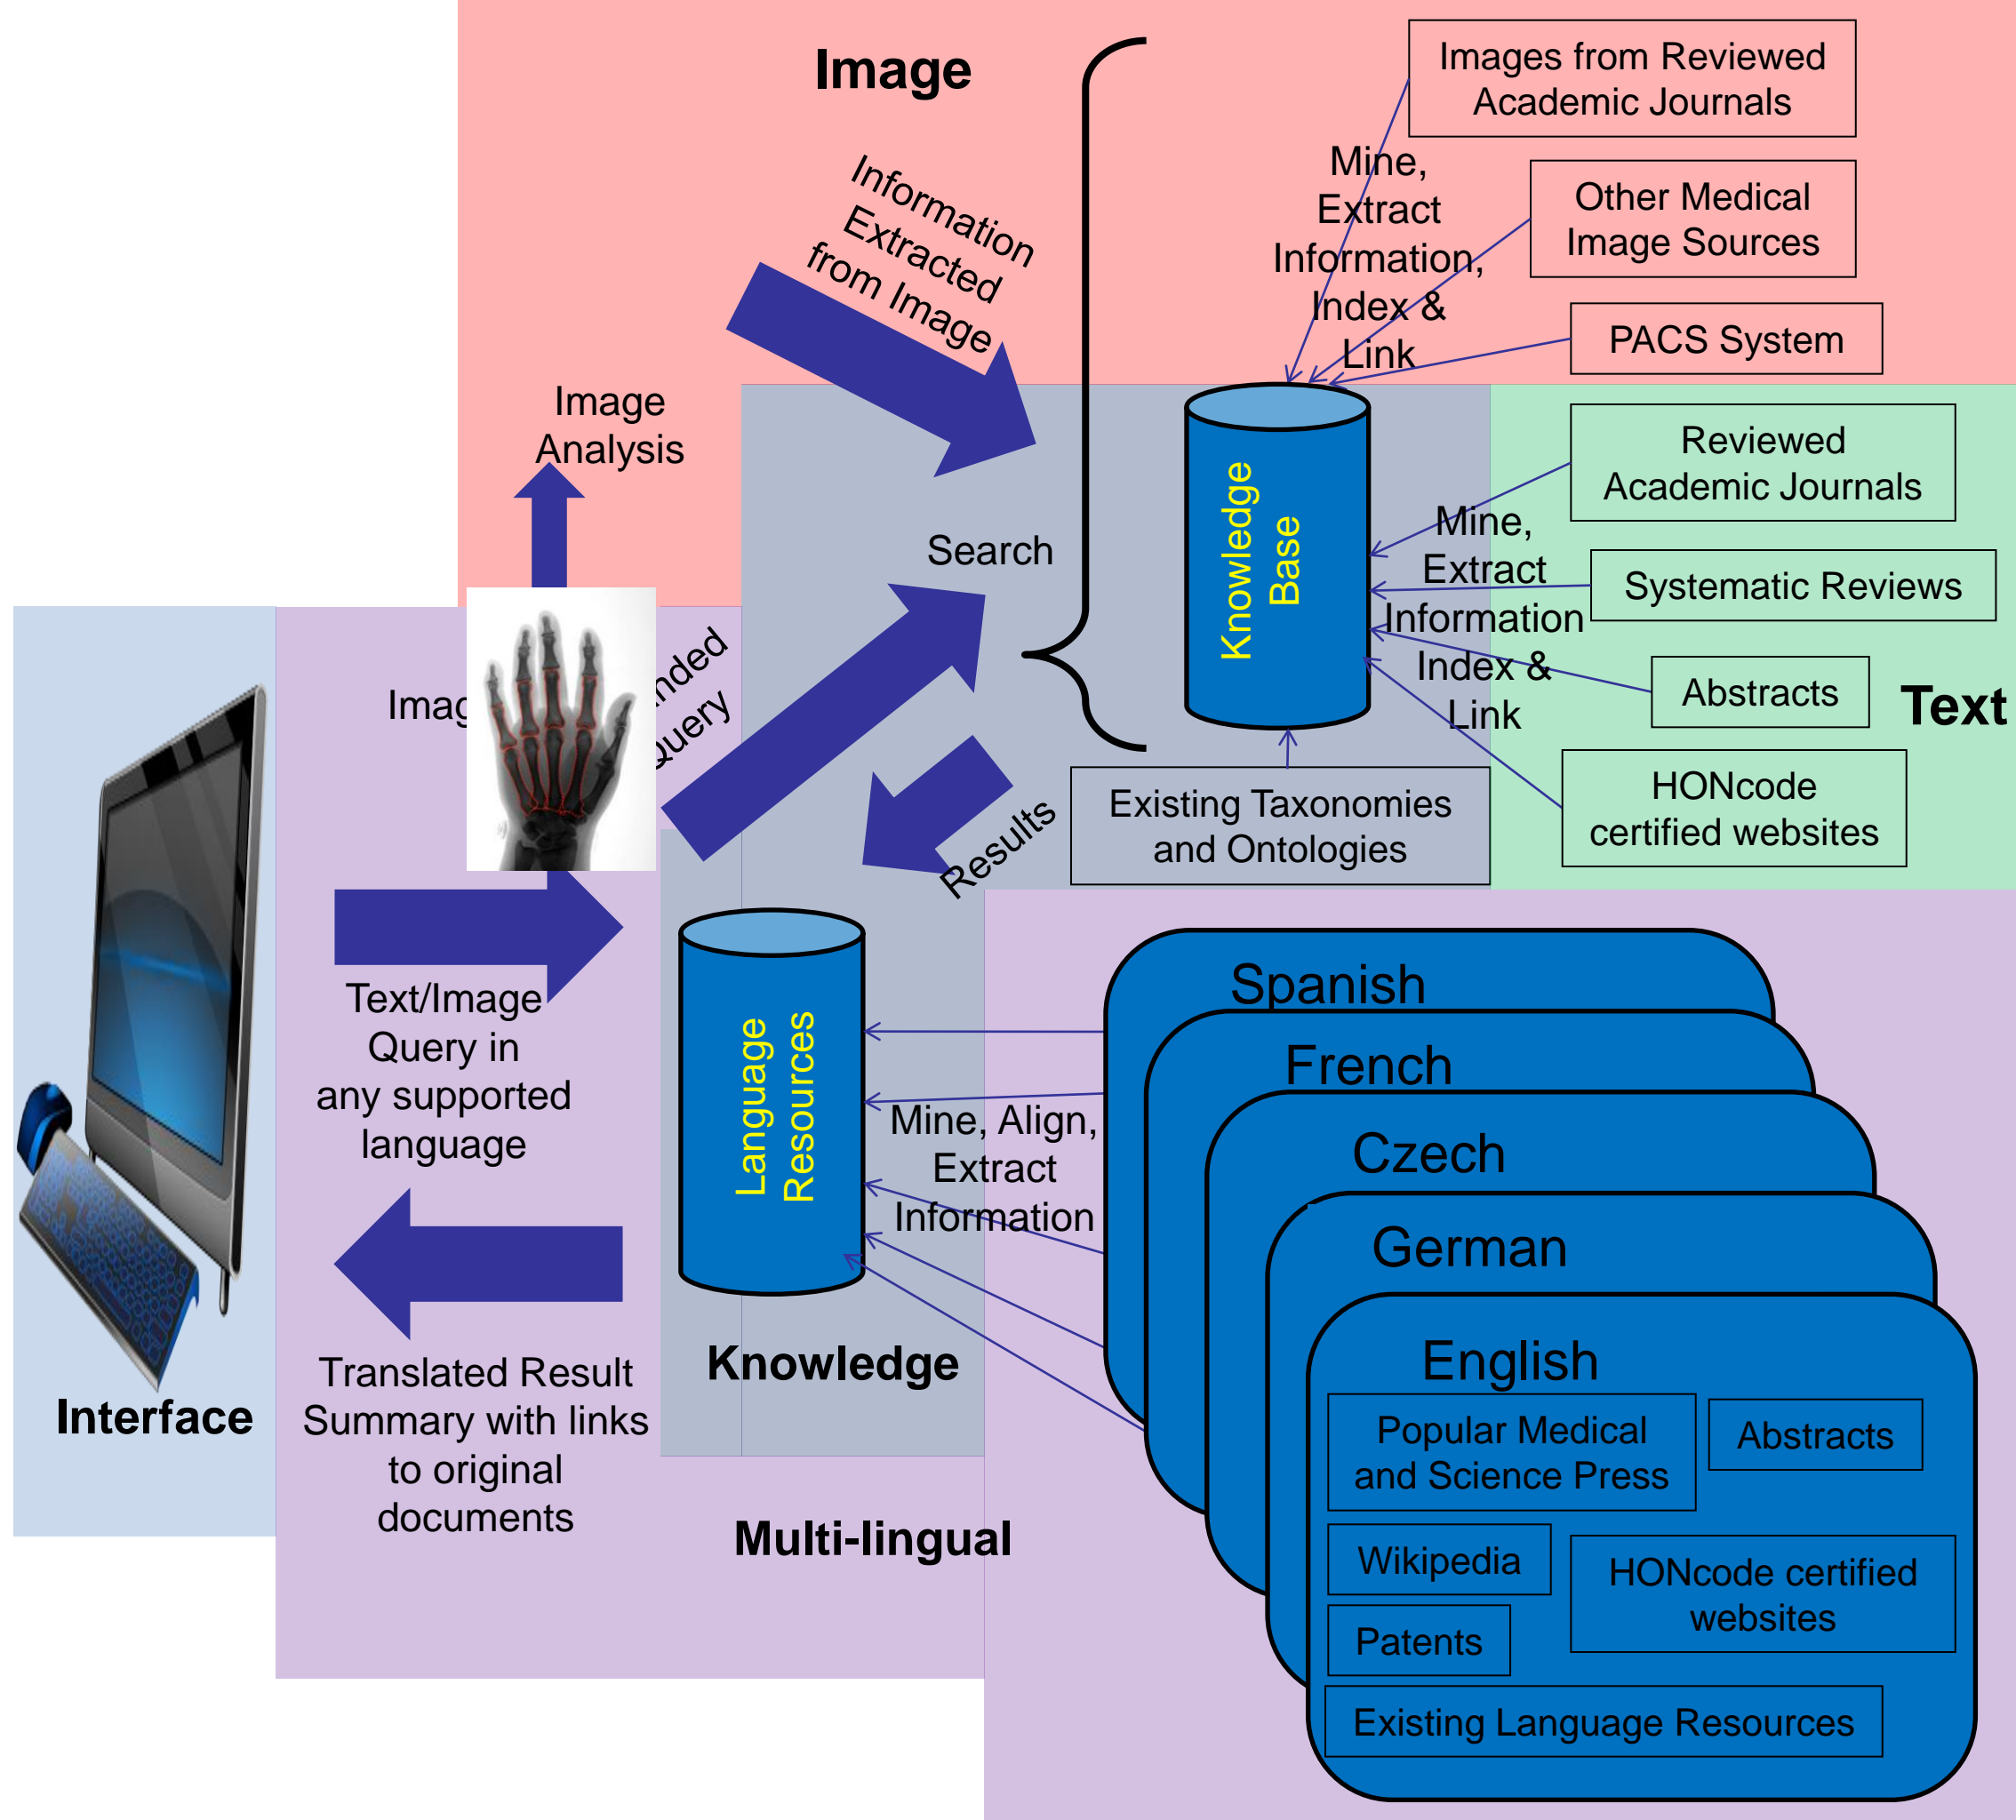 Image
Images from Reviewed
Academic Journals
Mine,
Extract
Information,
Index &
Link
Other Medical
Image Sources
PACS System
Information
Extracted
from Image
Image
Analysis
Search
Knowledge
Base
Reviewed
Academic Journals
Mine,
Extract
Information
Index &
Link
Systematic Reviews
Abstracts
Text
HONcode
certified websites
Query
Results
Existing Taxonomies
and Ontologies
Text/Image
Query in
any supported
language
Language
Resources
Mine, Align,
Extract
Information
Translated Result
Summary with links
to original
documents
Interface
Knowledge
Multi-lingual
Spanish
French
Czech
German
English
Popular Medical
and Science Press
Abstracts
Wikipedia
HONcode certified
websites
Patents
Existing Language Resources